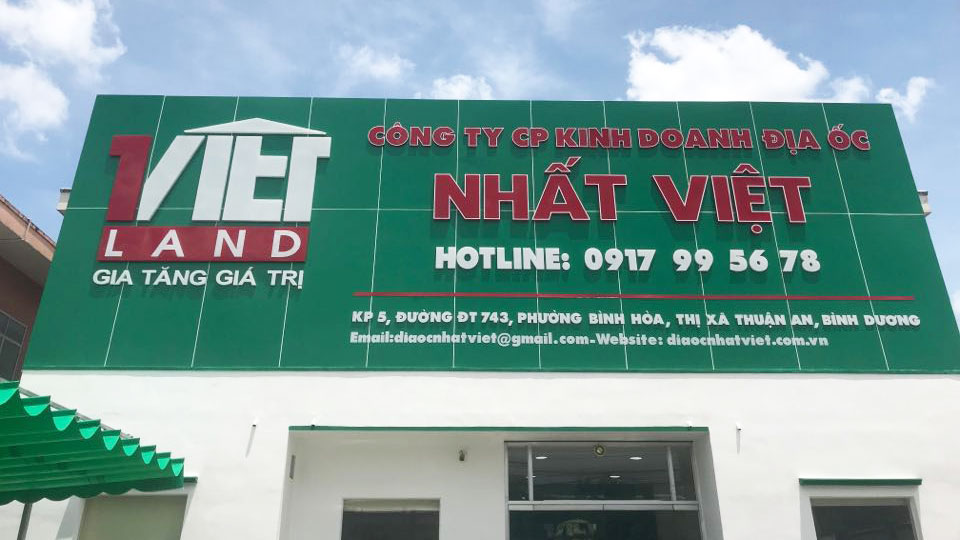 1VIET
LAND
GIA TĂNG GIÁ TRỊ
CÔNG TY CP KINH DOANH ĐỊA ỐC
NHẤT VIỆT
HOTLINE: 0917 99 56 78
KP 5, ĐƯỜNG ĐT 743, PHƯỜNG BÌNH HÒA, THỊ XÃ THUẬN AN, BÌNH DƯƠNG
Email:diaocnhatviet@gmail.com-Website: diaocnhatviet.com.vn